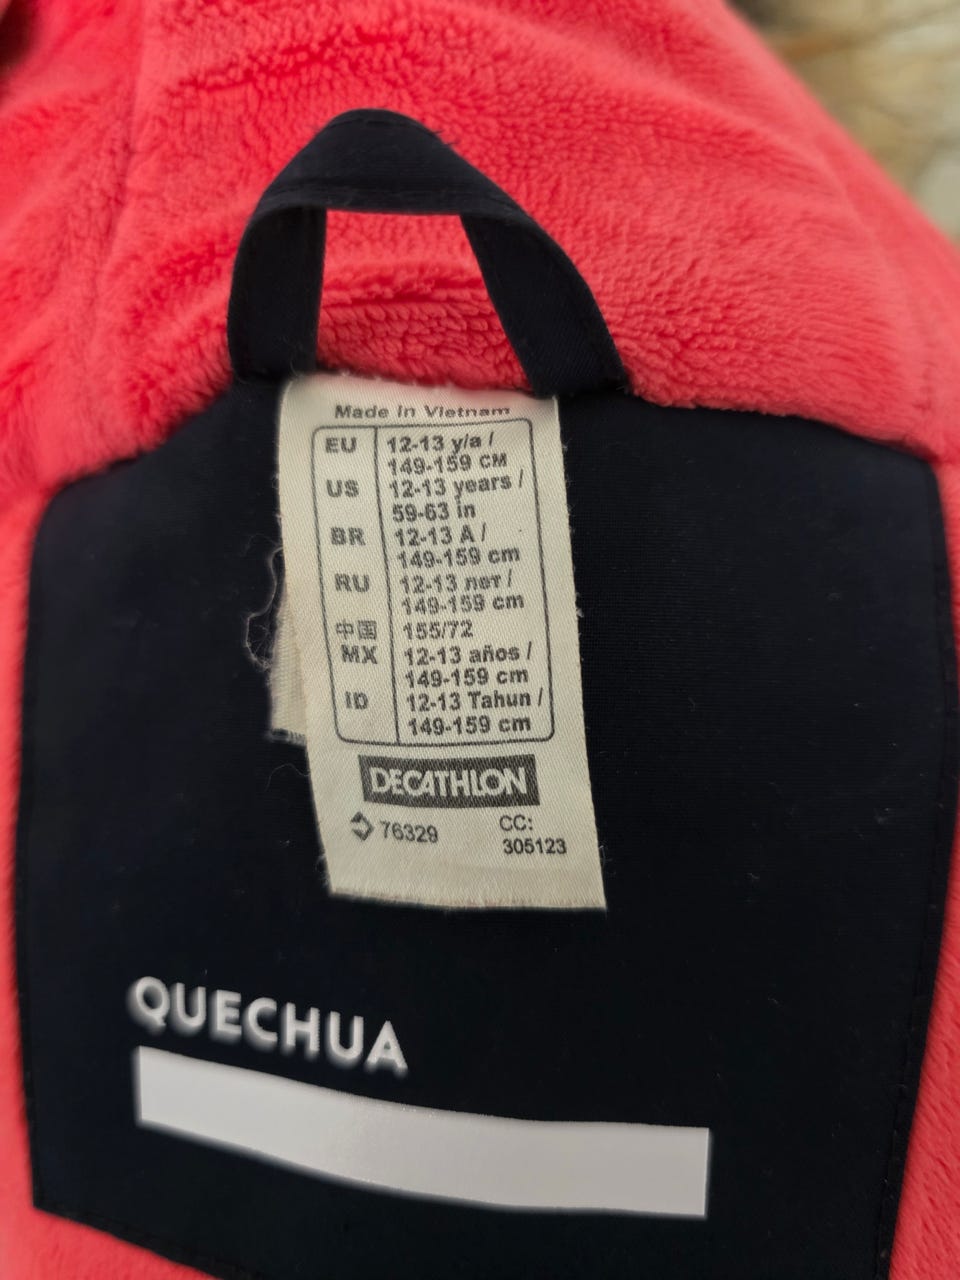 Made in Vietnam
EU 12-13 y/a /
149-159 CM
US 12-13 years /
59-63 in
BR 12-13 A /
149-159 cm
RU 12-13 лет /
149-159 cm
中国 155/72
MX 12-13 años /
149-159 cm
ID 12-13 Tahun /
149-159 cm
DECATHLON
76329 CC:
305123
QUECHUA